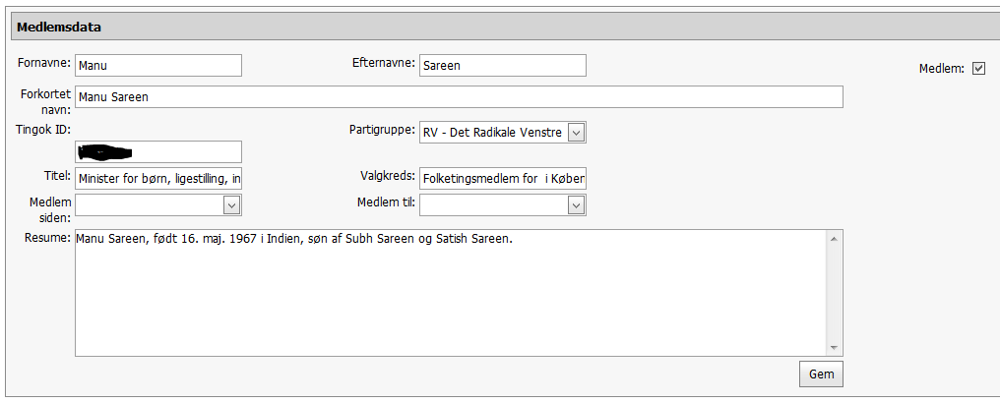 Medlemsdata
Fornavne: Manu Efternavne: Sareen Medlem:
Forkortet navn: Manu Sareen
Tingok ID: Partigruppe: RV - Det Radikale Venstre
Titel: Minister for børn, ligestilling, in Valgkreds: Folketingsmedlem for i Køber
Medlem siden: Medlem til:
Resume: Manu Sareen, født 16. maj. 1967 i Indien, søn af Subh Sareen og Satish Sareen.
Gem